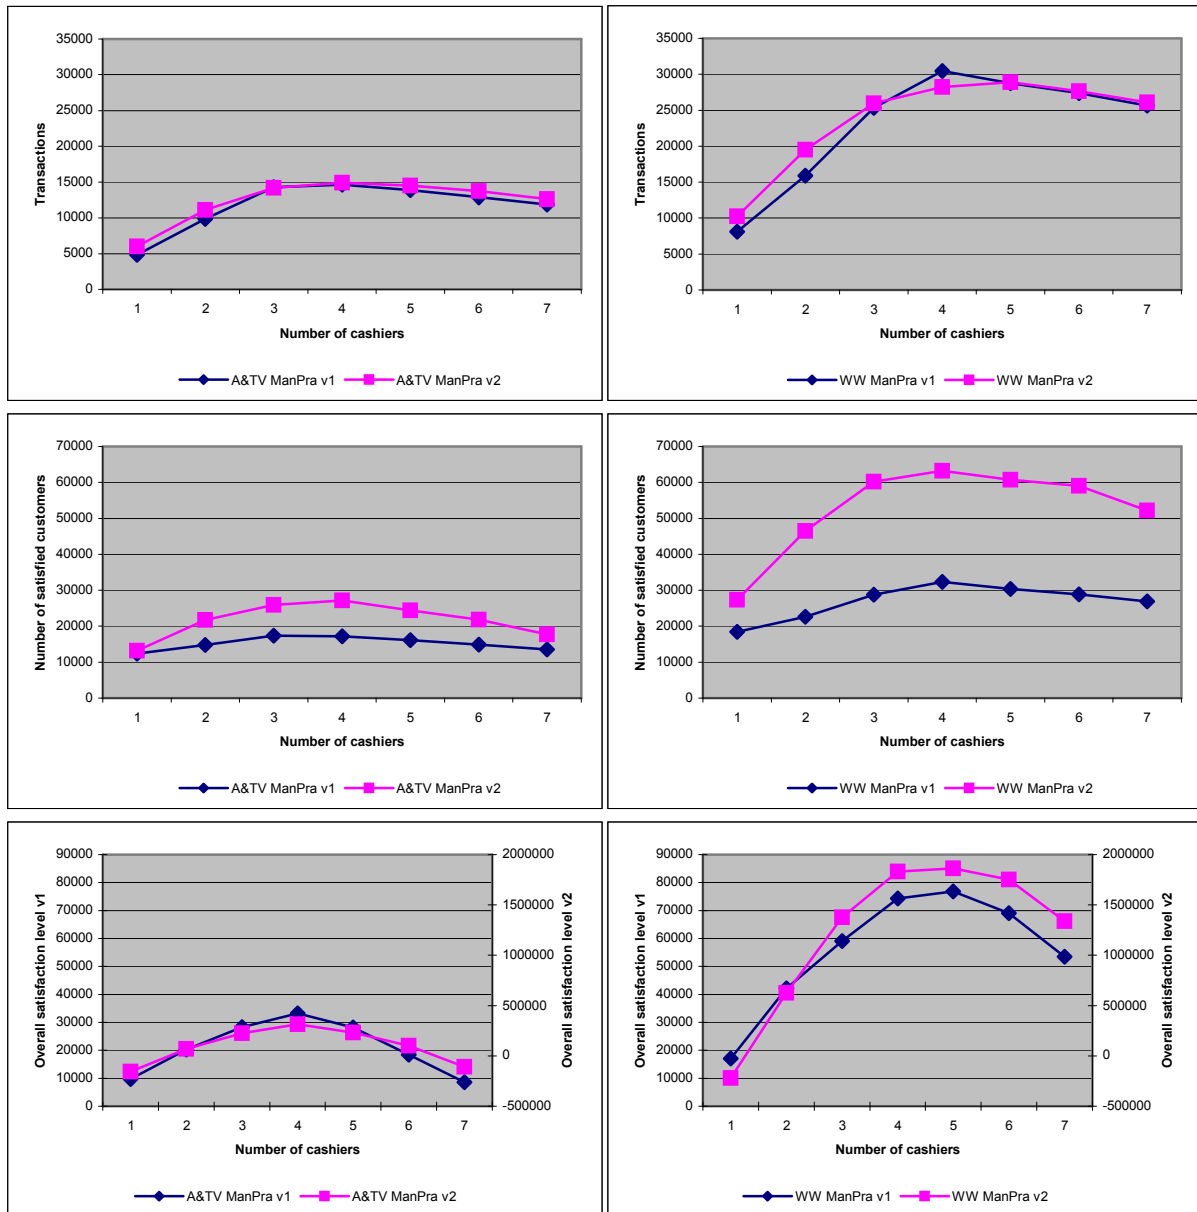 35000
30000
25000
20000
15000
10000
5000
0
Transactions
1 2 3 4 5 6 7
Number of cashiers
A&TV ManPra v1 A&TV ManPra v2
35000
30000
25000
20000
15000
10000
5000
0
Transactions
1 2 3 4 5 6 7
Number of cashiers
WW ManPra v1 WW ManPra v2
70000
60000
50000
40000
30000
20000
10000
0
Number of satisfied customers
1 2 3 4 5 6 7
Number of cashiers
A&TV ManPra v1 A&TV ManPra v2
70000
60000
50000
40000
30000
20000
10000
0
Number of satisfied customers
1 2 3 4 5 6 7
Number of cashiers
WW ManPra v1 WW ManPra v2
90000
80000
70000
60000
50000
40000
30000
20000
10000
0
Overall satisfaction level v1
2000000
1500000
1000000
500000
0
-500000
Overall satisfaction level v2
1 2 3 4 5 6 7
Number of cashiers
A&TV ManPra v1 A&TV ManPra v2
90000
80000
70000
60000
50000
40000
30000
20000
10000
0
Overall satisfaction level v1
2000000
1500000
1000000
500000
0
-500000
Overall satisfaction level v2
1 2 3 4 5 6 7
Number of cashiers
WW ManPra v1 WW ManPra v2